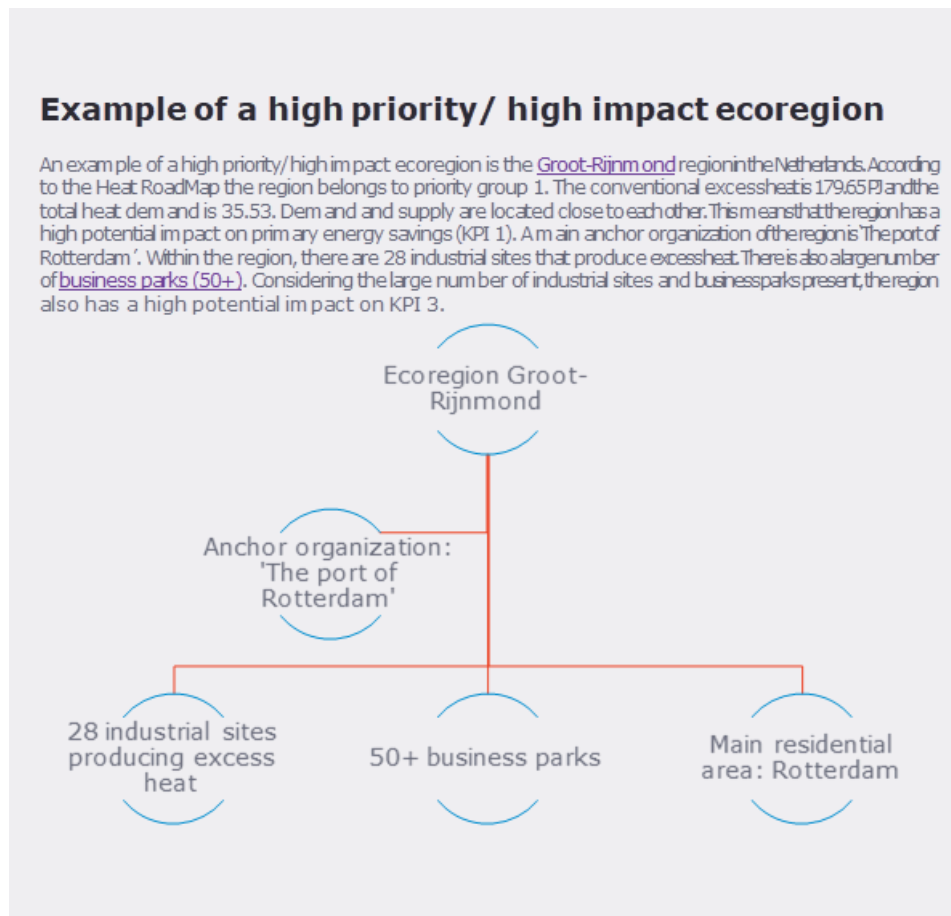 Example of a high priority/ high impact ecoregion
An example of a high priority/ high impact ecoregion is the Groot-Rijnmond region in the Netherlands. According
to the Heat RoadMap the region belongs to priority group 1. The conventional excess heat is 179.65 PJ and the
total heat demand is 35.53. Demand and supply are located close to each other. This means that the region has a
high potential impact on primary energy savings (KPI 1). A main anchor organization of the region is 'The port of
Rotterdam'. Within the region, there are 28 industrial sites that produce excess heat. There is also a large number
of business parks (50+). Considering the large number of industrial sites and business parks present, the region
also has a high potential impact on KPI 3.
Ecoregion Groot-
Rijnmond
Anchor organization:
'The port of
Rotterdam'
28 industrial sites
producing excess
heat
50+ business parks
Main residential
area: Rotterdam